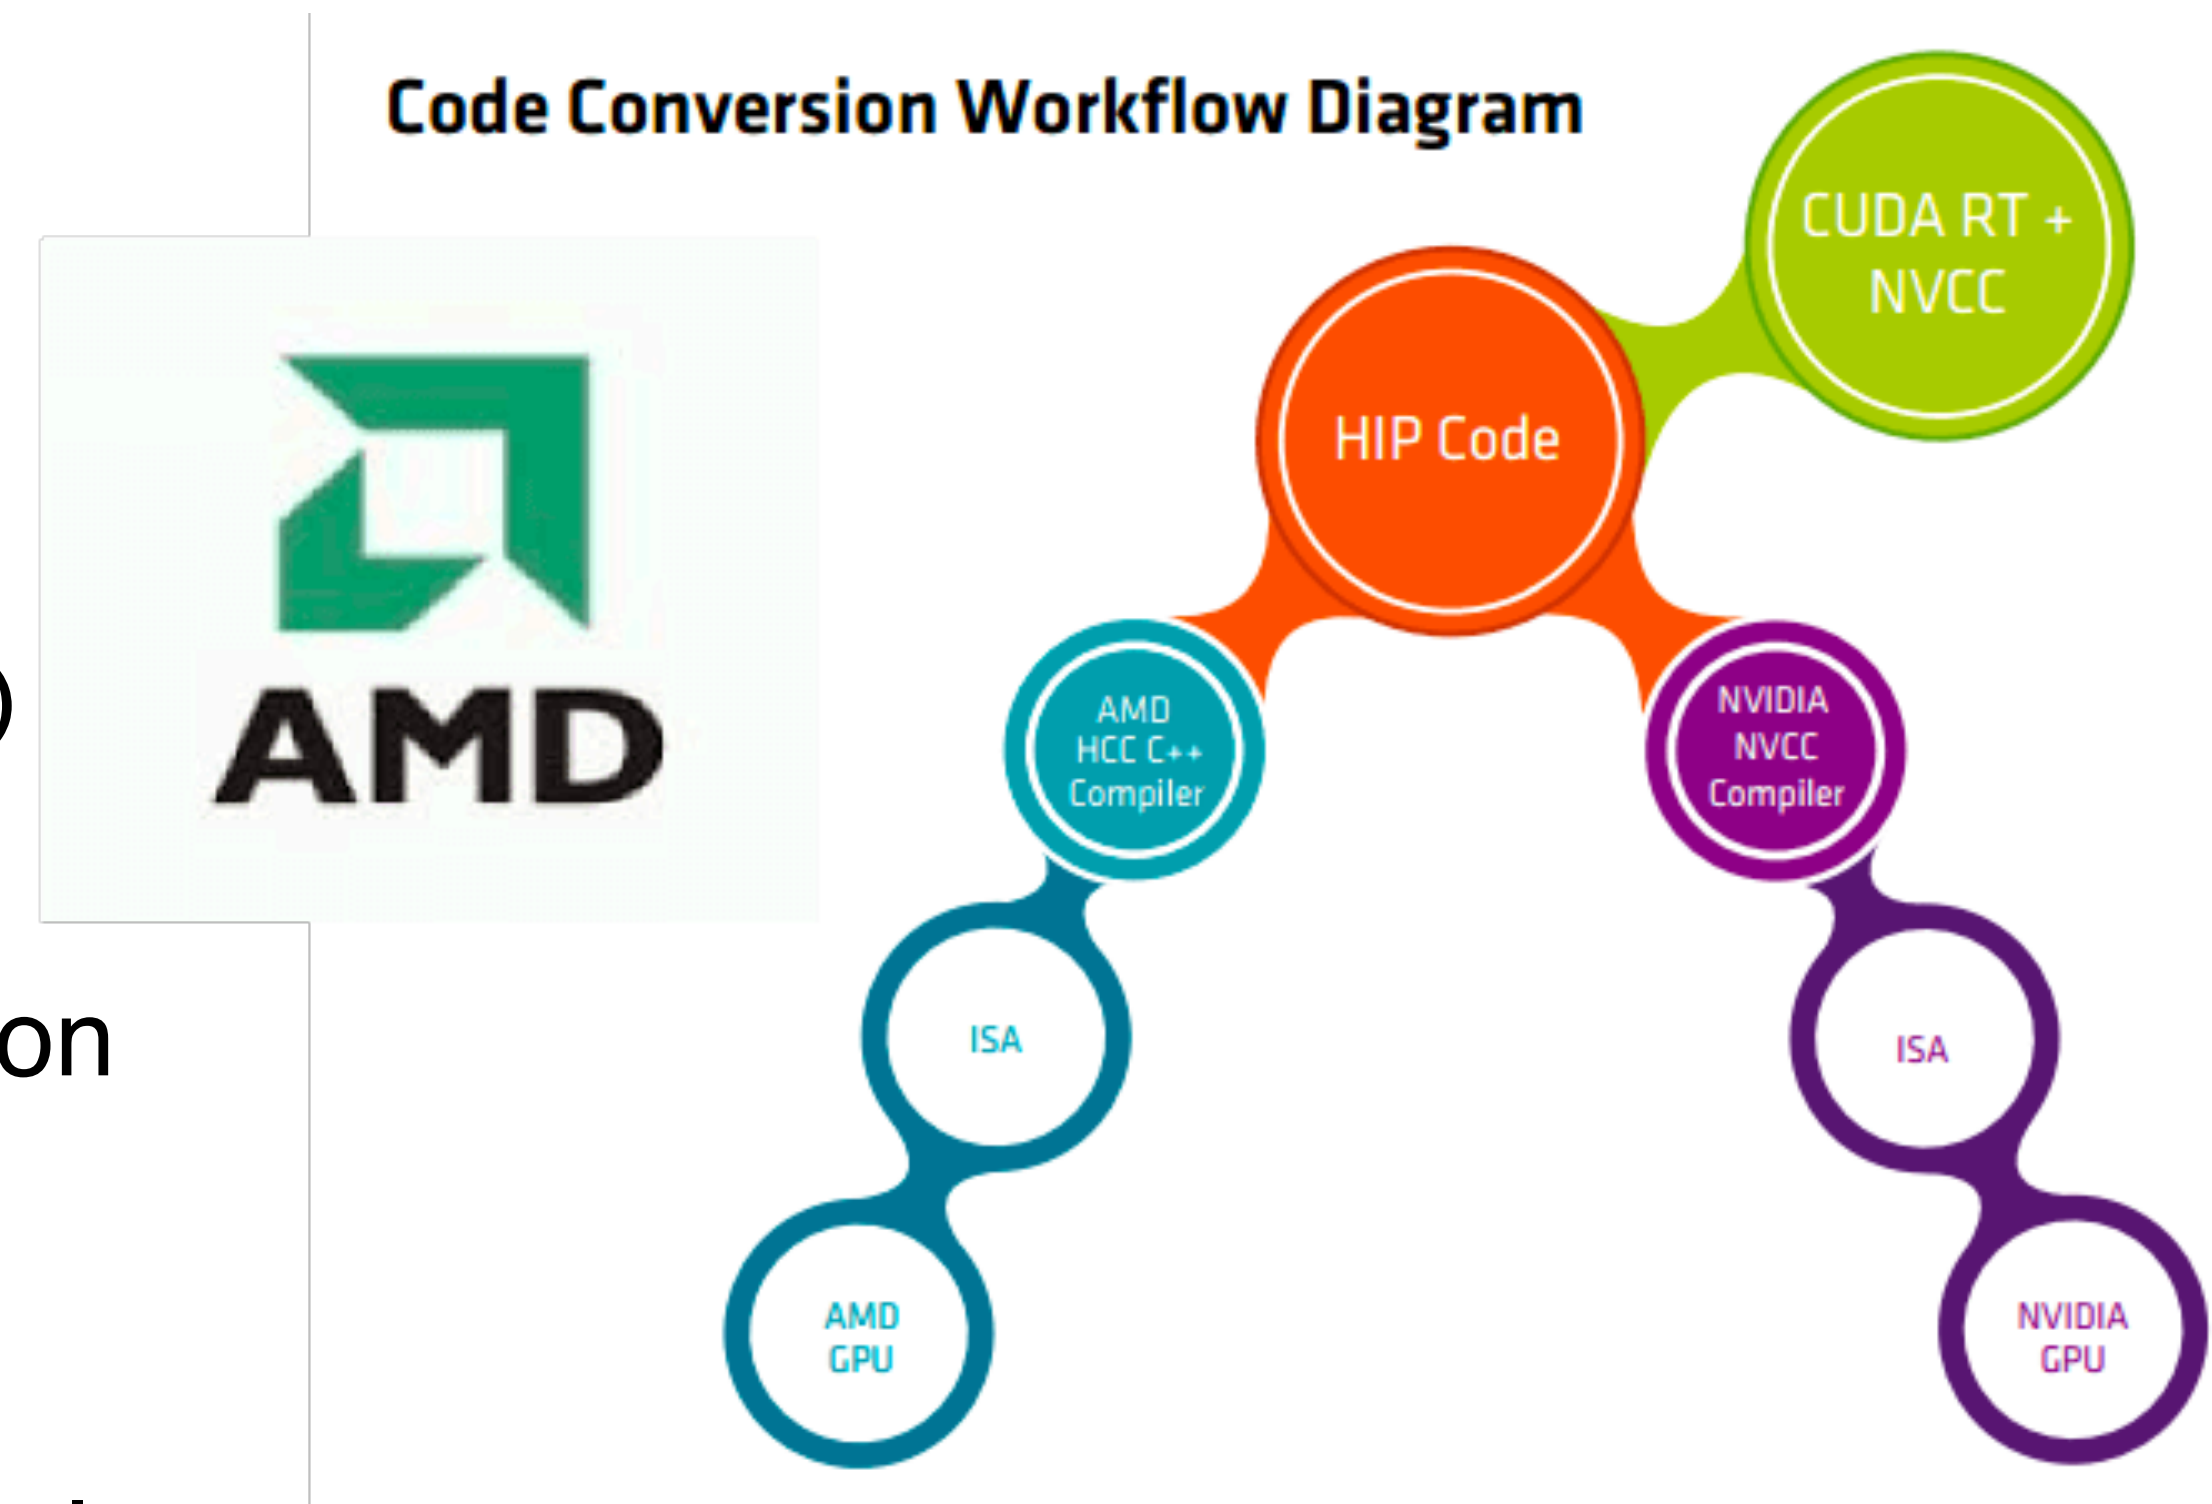 Code Conversion Workflow Diagram
CUDA RT +
NVCC
HIP Code
AMD
AMD
HCC C++
Compiler
NVIDIA
NVCC
Compiler
ISA
ISA
AMD
GPU
NVIDIA
GPU
)
on